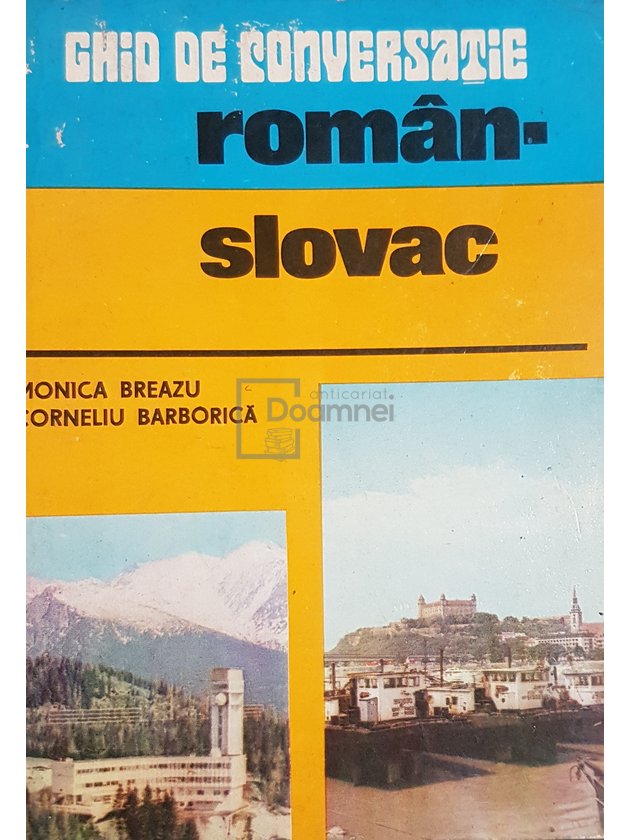 GHID DE CONVERSAȚIE
român-
slovac
MONICA BREAZU
CORNELIU BARBORICĂ
anticariat
Doamnei